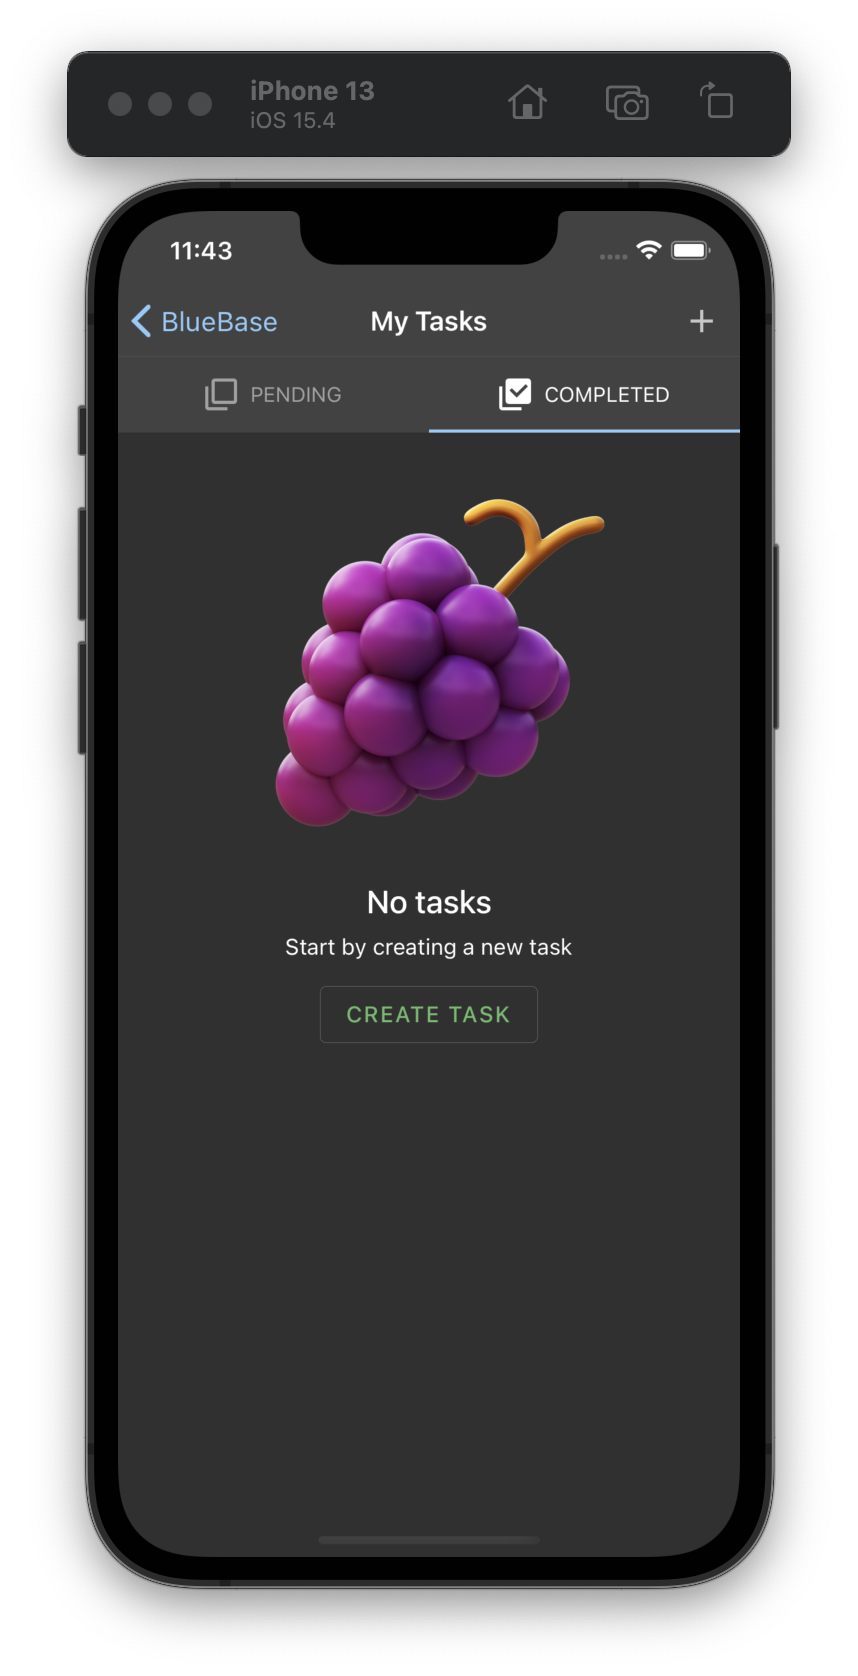 iPhone 13
iOS 15.4
11:43
BlueBase
My Tasks
PENDING
COMPLETED
No tasks
Start by creating a new task
CREATE TASK